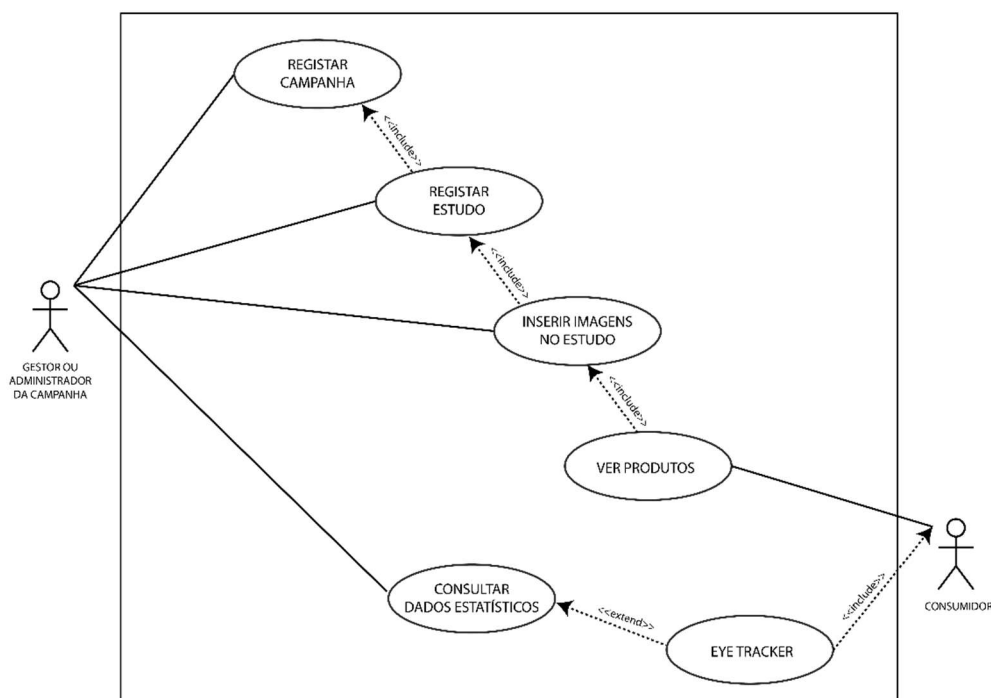 REGISTAR
CAMPANHA
<<include>>
REGISTAR
ESTUDO
<<include>>
INSERIR IMAGENS
NO ESTUDO
GESTOR OU
ADMINISTRADOR
DA CAMPANHA
<<include>>
VER PRODUTOS
CONSULTAR
DADOS ESTATÍSTICOS
<<extend>>
<<include>>
CONSUMIDOR
EYE TRACKER